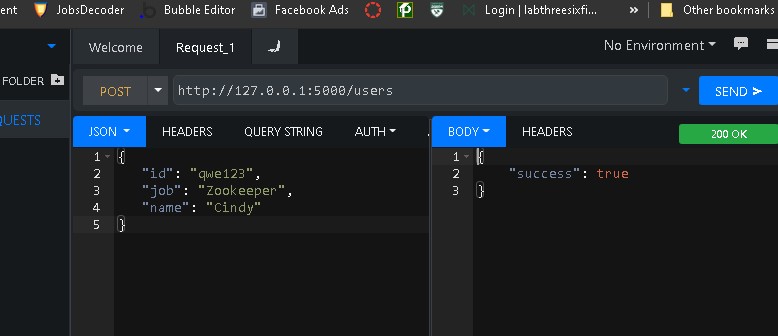 ent JobsDecoder Bubble Editor Facebook Ads Login | labthreesixfi... » Other bookmarks
Welcome Request_1 No Environment
FOLDER
POST http://127.0.0.1:5000/users SEND
QUESTS
JSON HEADERS QUERY STRING AUTH BODY HEADERS 200 OK
1 {
2 "id": "qwe123",
3 "job": "Zookeeper",
4 "name": "Cindy"
5 }
1 {
2 "success": true
3 }